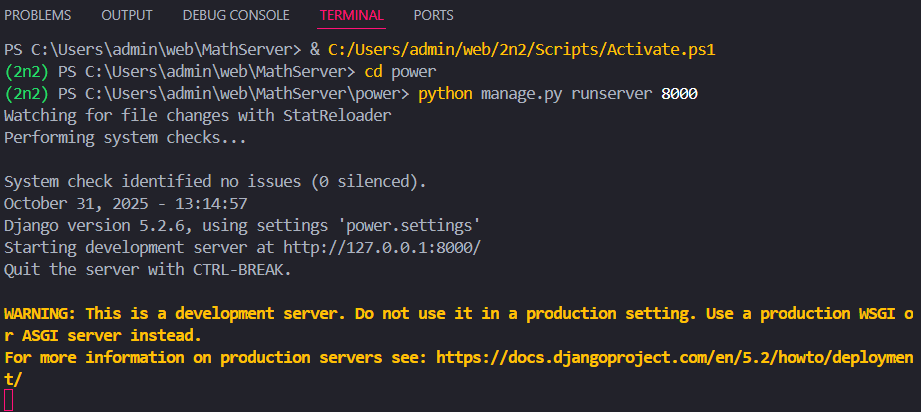 PROBLEMS OUTPUT DEBUG CONSOLE TERMINAL PORTS
PS C:\Users\admin\web\MathServer> & C:/Users/admin/web/2n2/Scripts/Activate.ps1
(2n2) PS C:\Users\admin\web\MathServer> cd power
(2n2) PS C:\Users\admin\web\MathServer\power> python manage.py runserver 8000
Watching for file changes with StatReloader
Performing system checks...
System check identified no issues (0 silenced).
October 31, 2025 - 13:14:57
Django version 5.2.6, using settings 'power.settings'
Starting development server at http://127.0.0.1:8000/
Quit the server with CTRL-BREAK.
WARNING: This is a development server. Do not use it in a production setting. Use a production WSGI o
r ASGI server instead.
For more information on production servers see: https://docs.djangoproject.com/en/5.2/howto/deploymen
t/